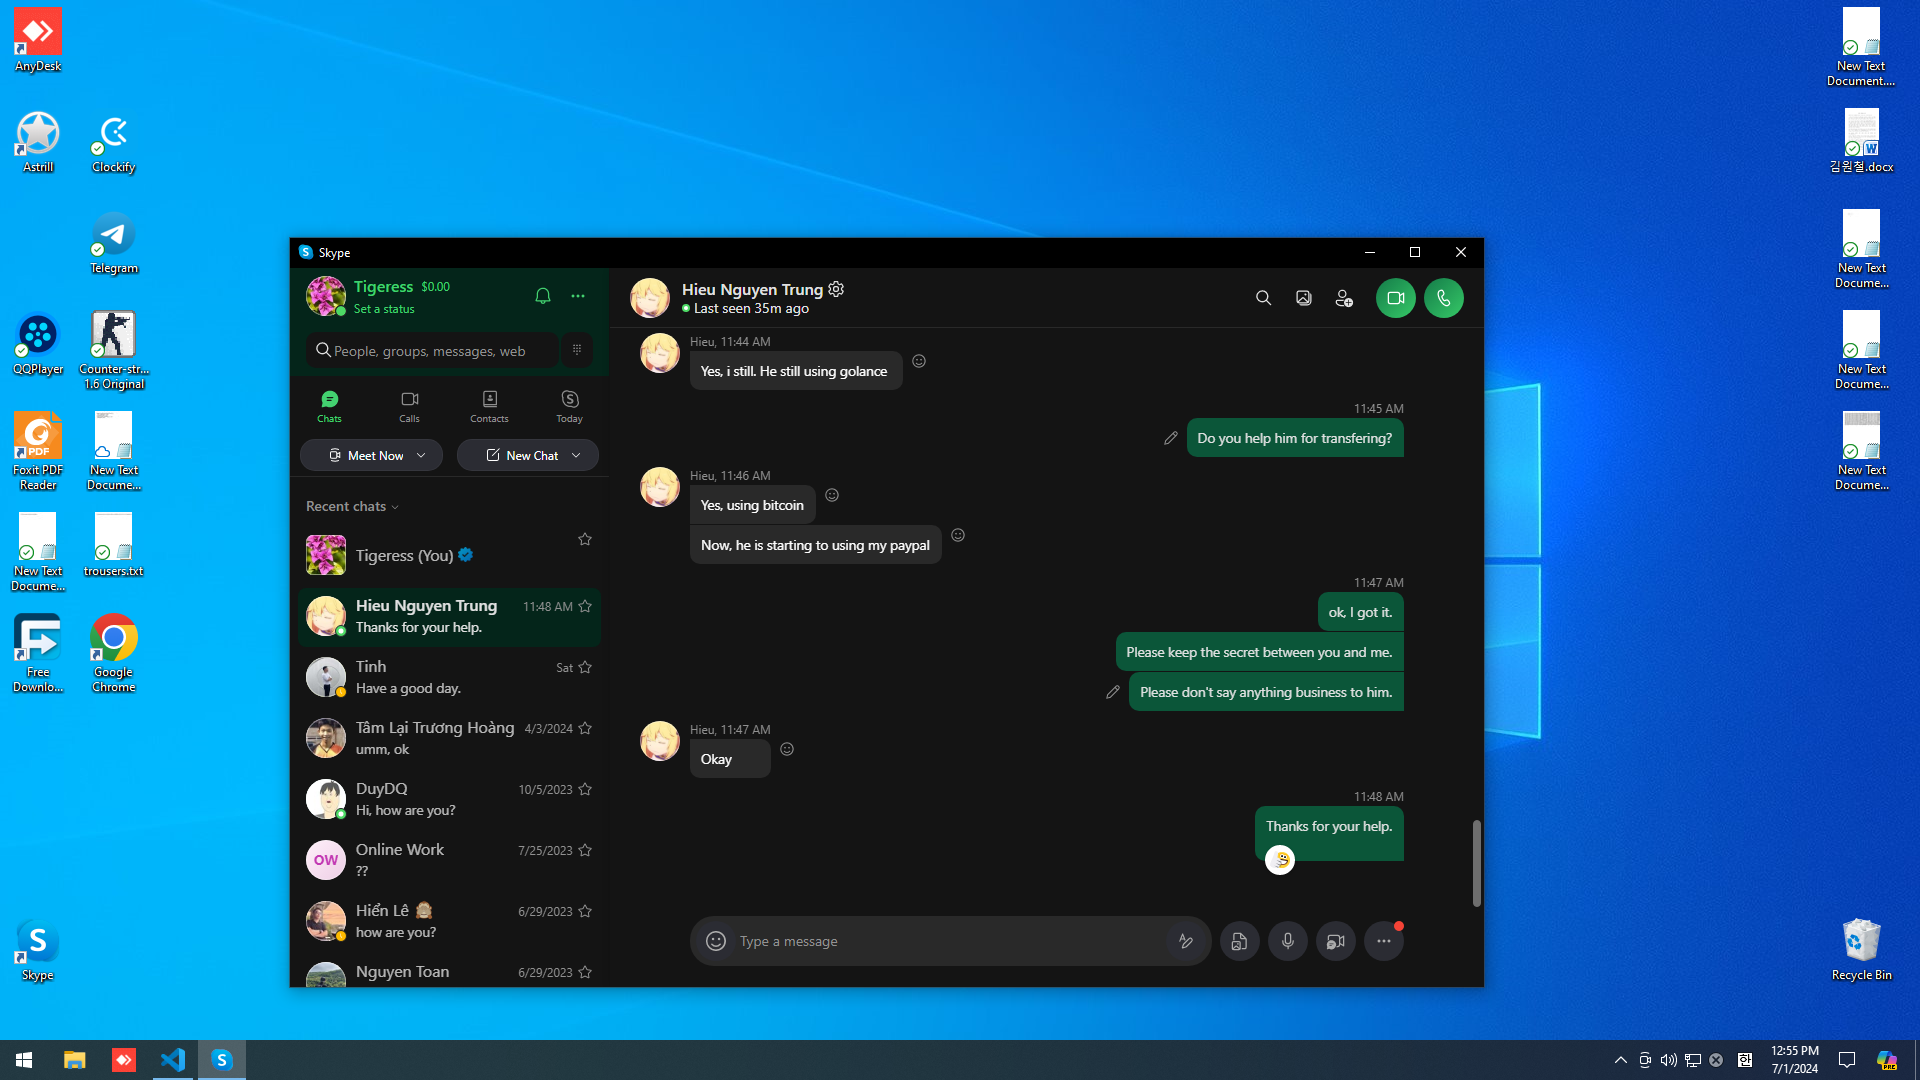 AnyDesk
Astrill
Clockify
Telegram
QQPlayer
Counter-str...
1.6 Original
Foxit PDF
Reader
New Text
Docume...
New Text
Docume...
trousers.txt
Free
Downlo...
Google
Chrome
Skype
Skype
Tigeress $0.00
Set a status
People, groups, messages, web
Chats
Calls
Contacts
Today
Meet Now
New Chat
Recent chats
Tigeress (You)
Hieu Nguyen Trung 11:48 AM
Thanks for your help.
Tinh Sat
Have a good day.
Tâm Lại Trương Hoàng 4/3/2024
umm, ok
DuyDQ 10/5/2023
Hi, how are you?
OW
Online Work 7/25/2023
??
Hiển Lê 6/29/2023
how are you?
Nguyen Toan 6/29/2023
Hieu Nguyen Trung
Last seen 35m ago
Hieu, 11:44 AM
Yes, i still. He still using golance
11:45 AM
Do you help him for transfering?
Hieu, 11:46 AM
Yes, using bitcoin
Now, he is starting to using my paypal
11:47 AM
ok, I got it.
Please keep the secret between you and me.
Please don't say anything business to him.
Hieu, 11:47 AM
Okay
11:48 AM
Thanks for your help.
Type a message
New Text
Document....
김원철.docx
New Text
Docume...
New Text
Docume...
New Text
Docume...
Recycle Bin
한
12:55 PM
7/1/2024